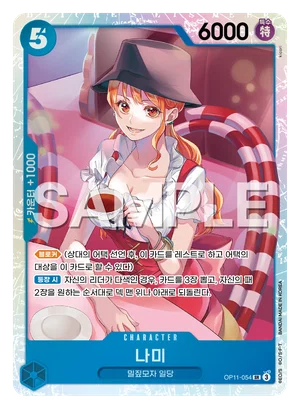 5
6000
특수
特
카운터 +1000
SAMPLE
블로커 (상대의 어택 선언 후, 이 카드를 레스트로 하고 어택의
대상을 이 카드로 할 수 있다)
등장 시 자신의 리더가 다색인 경우, 카드를 3장 뽑고, 자신의 패
2장을 원하는 순서대로 덱 맨 위나 아래로 되돌린다.
CHARACTER
나미
밀짚모자 일당
OP11-054 SR 3